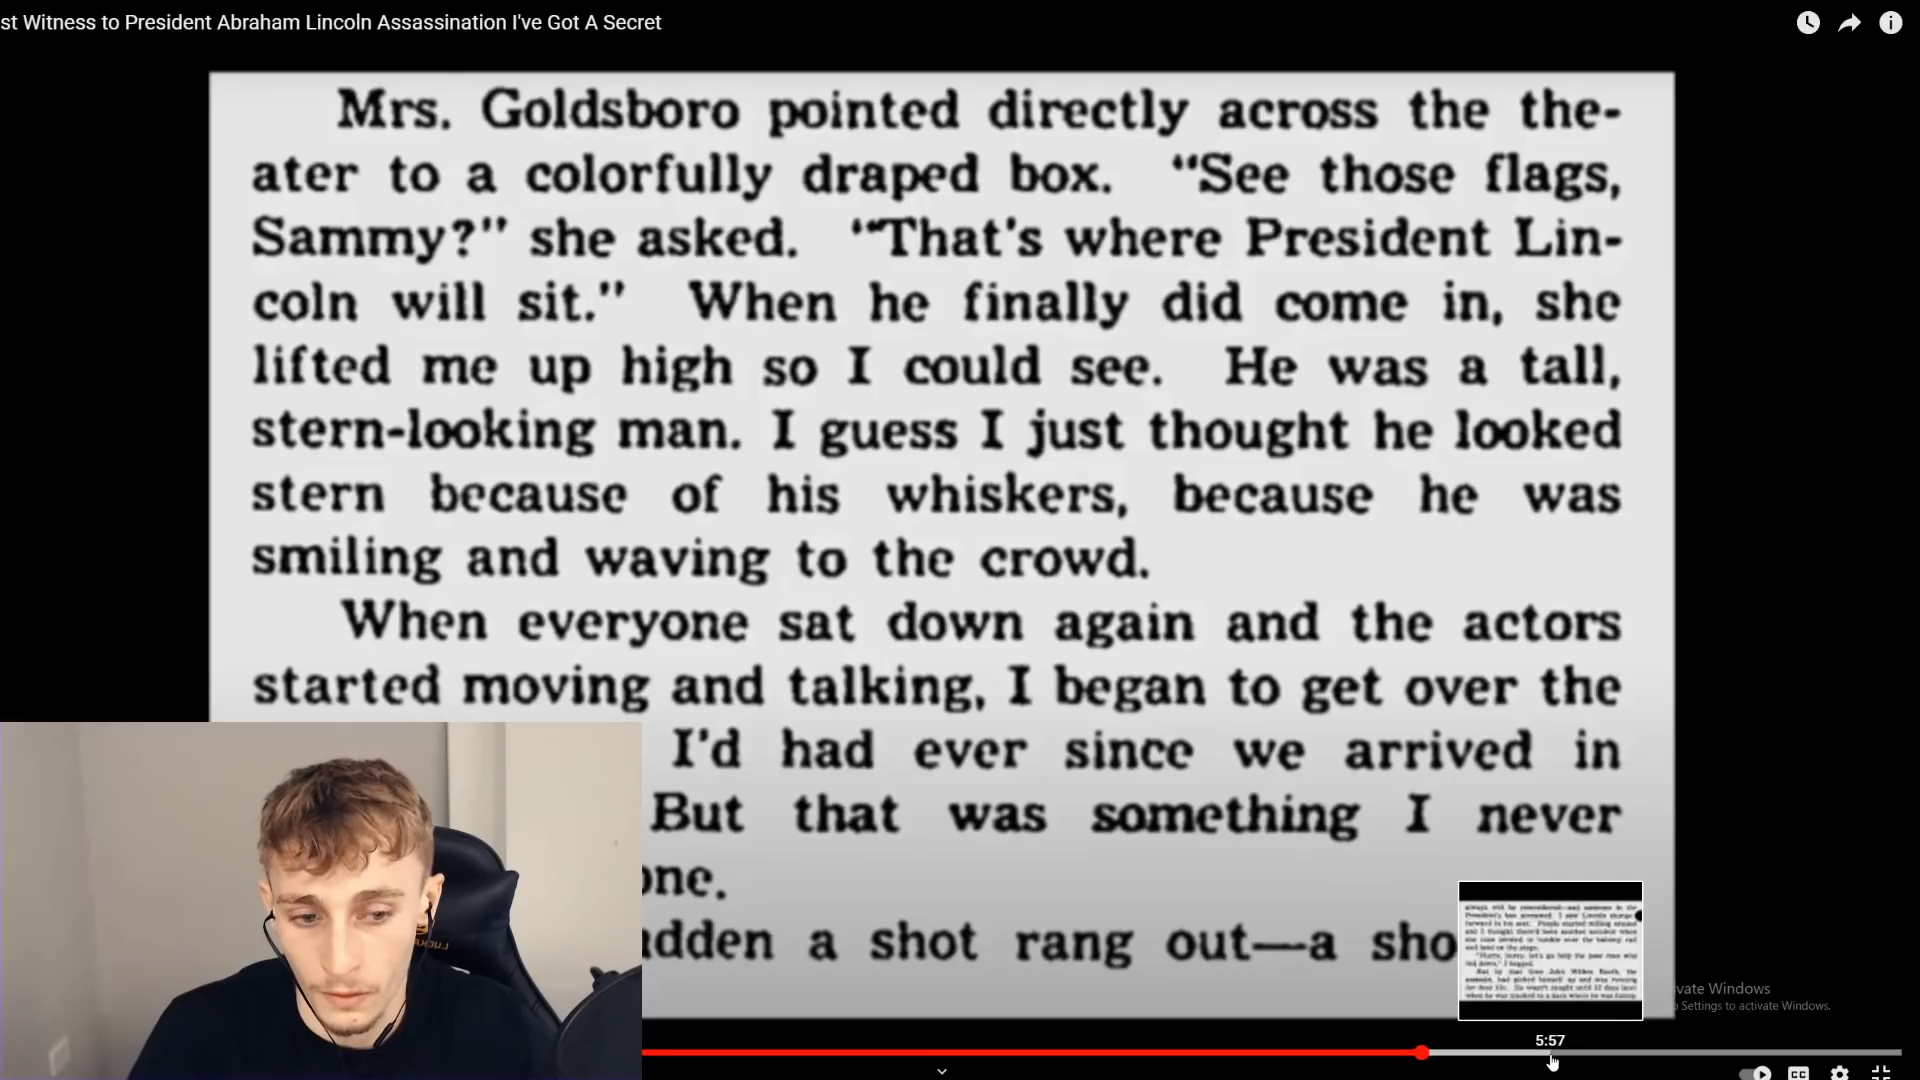 st Witness to President Abraham Lincoln Assassination I've Got A Secret
Mrs. Goldsboro pointed directly across the the-
ater to a colorfully draped box. “See those flags,
Sammy?” she asked. “That's where President Lin-
coln will sit.” When he finally did come in, she
lifted me up high so I could see. He was a tall,
stern-looking man. I guess I just thought he looked
stern because of his whiskers, because he was
smiling and waving to the crowd.
When everyone sat down again and the actors
started moving and talking, I began to get over the
I'd had ever since we arrived in
But that was something I never
one.
dden a shot rang out—a sho
vate Windows
Settings to activate Windows.
5:57
CC